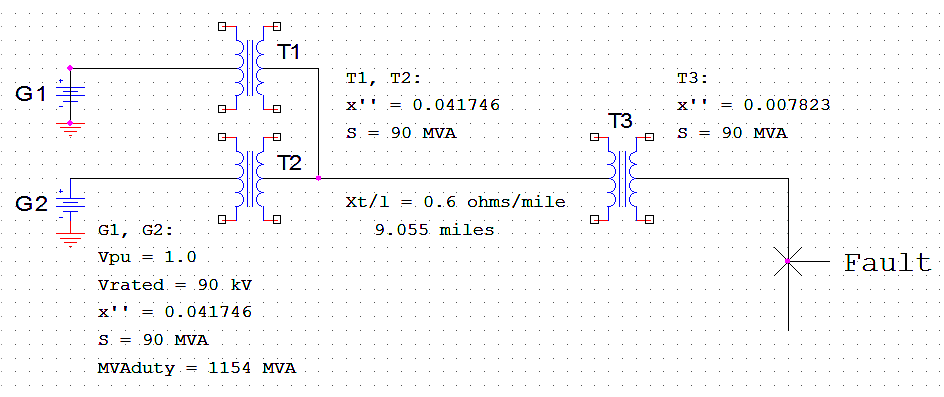 T1
T1, T2:
T3:
G1
x'' = 0.041746
x'' = 0.007823
S = 90 MVA
T3
S = 90 MVA
T2
G2
Xt/l = 0.6 ohms/mile
9.055 miles
G1, G2:
Vpu = 1.0
Vrated = 90 kV
x'' = 0.041746
S = 90 MVA
MVAduty = 1154 MVA
Fault